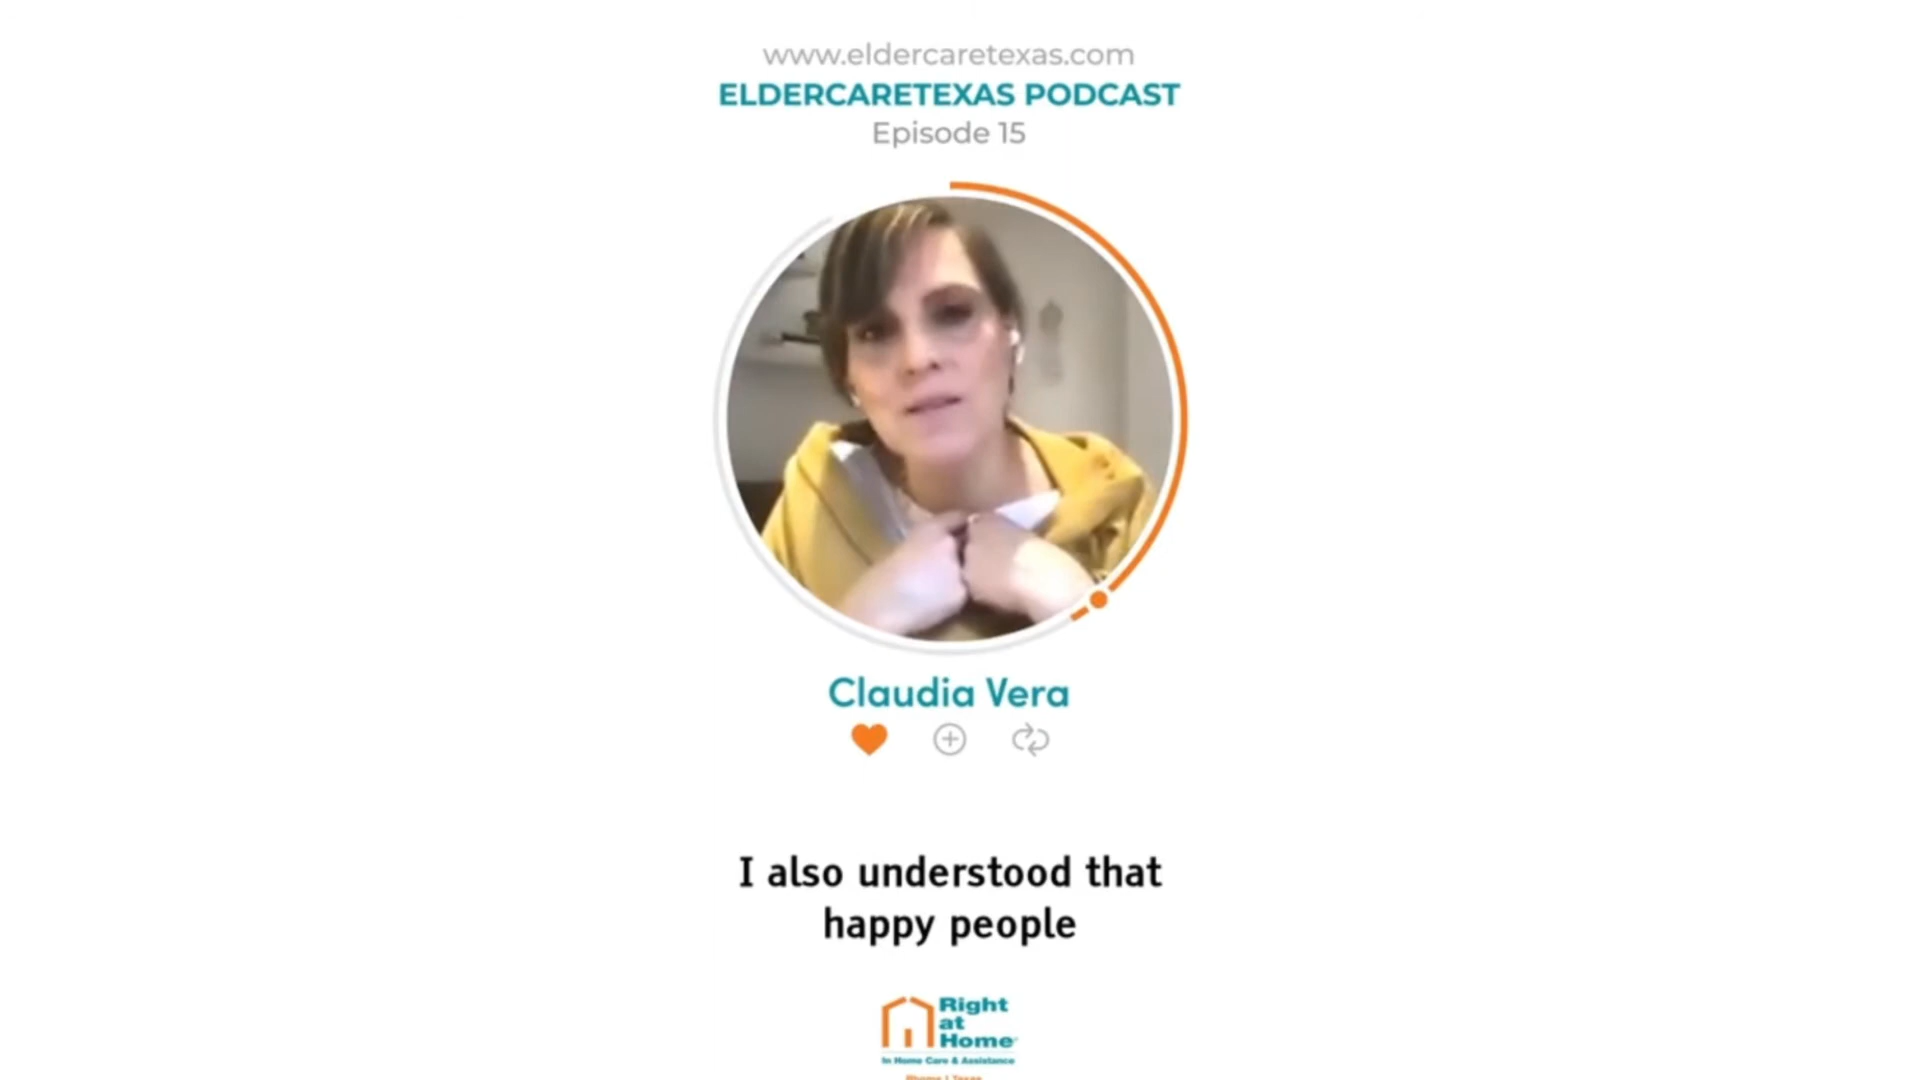 www.eldercaretexas.com
ELDERCARETEXAS PODCAST
Episode 15
Claudia Vera
I also understood that
happy people
Right
at
Home
In Home Care & Assistance